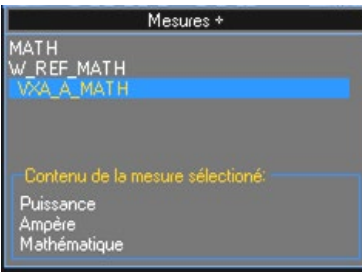 Mesures +
MATH
W_REF_MATH
VXA_A_MATH
Contenu de la mesure sélectioné:
Puissance
Ampère
Mathématique